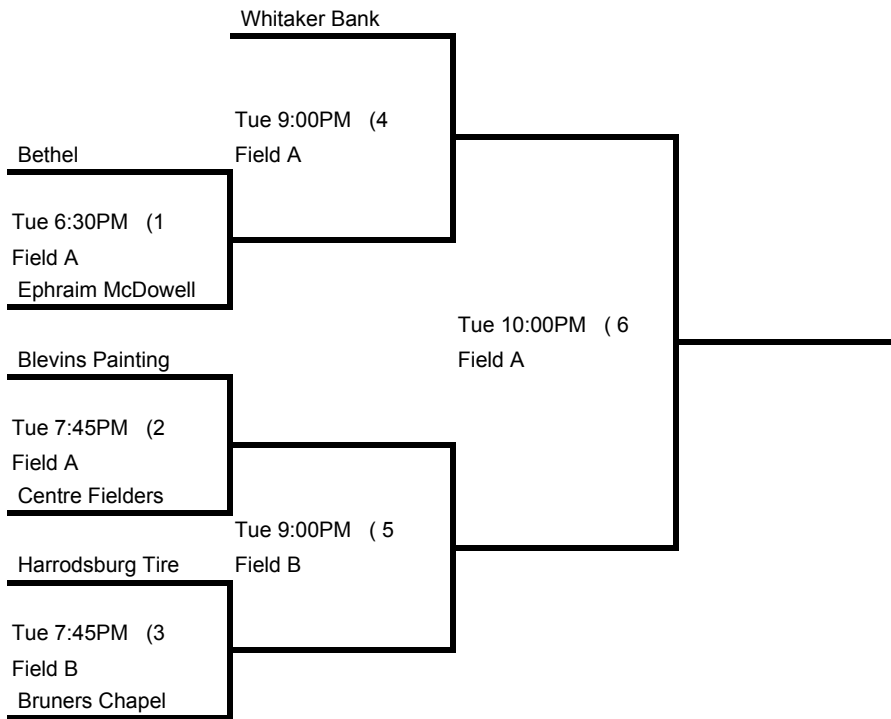 Whitaker Bank
Tue 9:00PM (4
Field A
Bethel
Tue 6:30PM (1
Field A
Ephraim McDowell
Tue 10:00PM ( 6
Field A
Blevins Painting
Tue 7:45PM (2
Field A
Centre Fielders
Tue 9:00PM ( 5
Field B
Harrodsburg Tire
Tue 7:45PM (3
Field B
Bruners Chapel